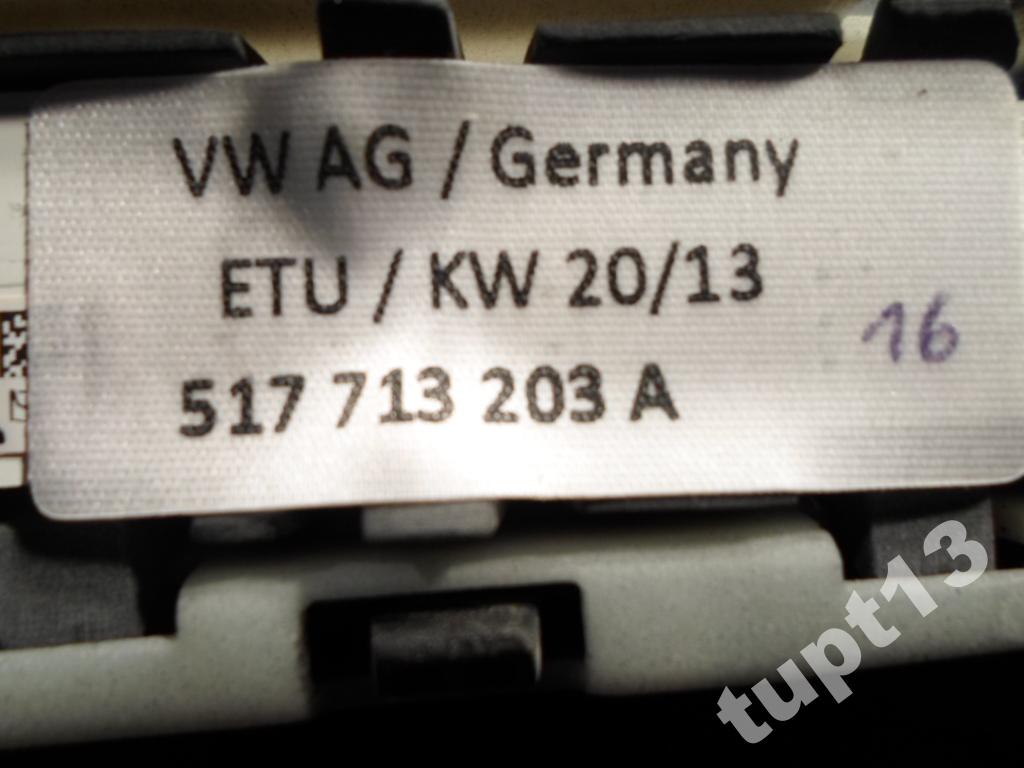 VW AG / Germany
ETU / KW 20/13
16
517 713 203 A
tupt13